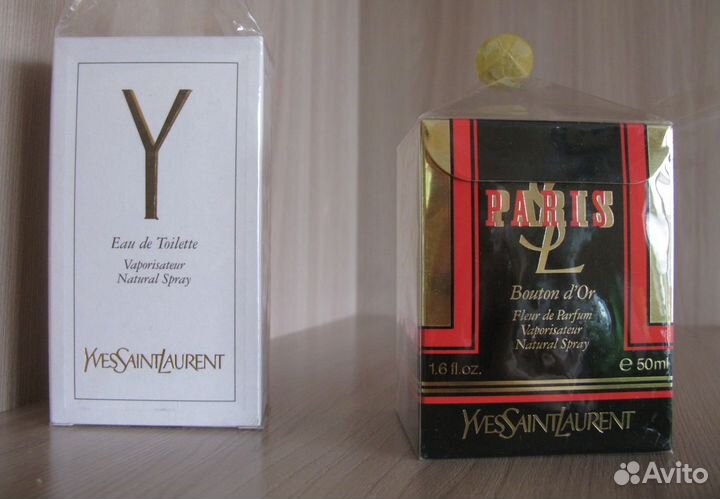 Y
Eau de Toilette
Vaporisateur
Natural Spray
YVESSAINTLAURENT
PARIS
YSL
Bouton d'Or
Fleur de Parfum
Vaporisateur
Natural Spray
1.6 fl.oz. e 50ml
YVESSAINTLAURENT
Avito